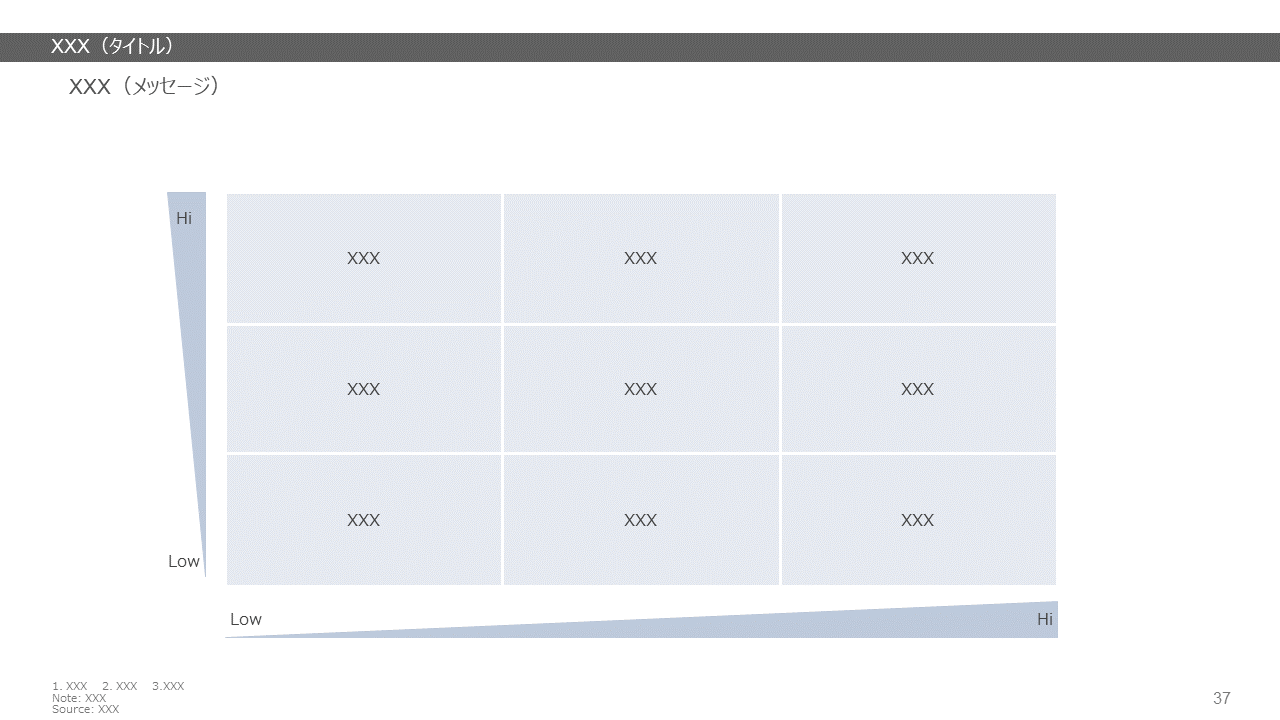 XXX（タイトル）
XXX（メッセージ）
Hi
XXX XXX XXX
XXX XXX XXX
XXX XXX XXX
Low
Low Hi
1. XXX 2. XXX 3.XXX
Note: XXX
Source: XXX
37